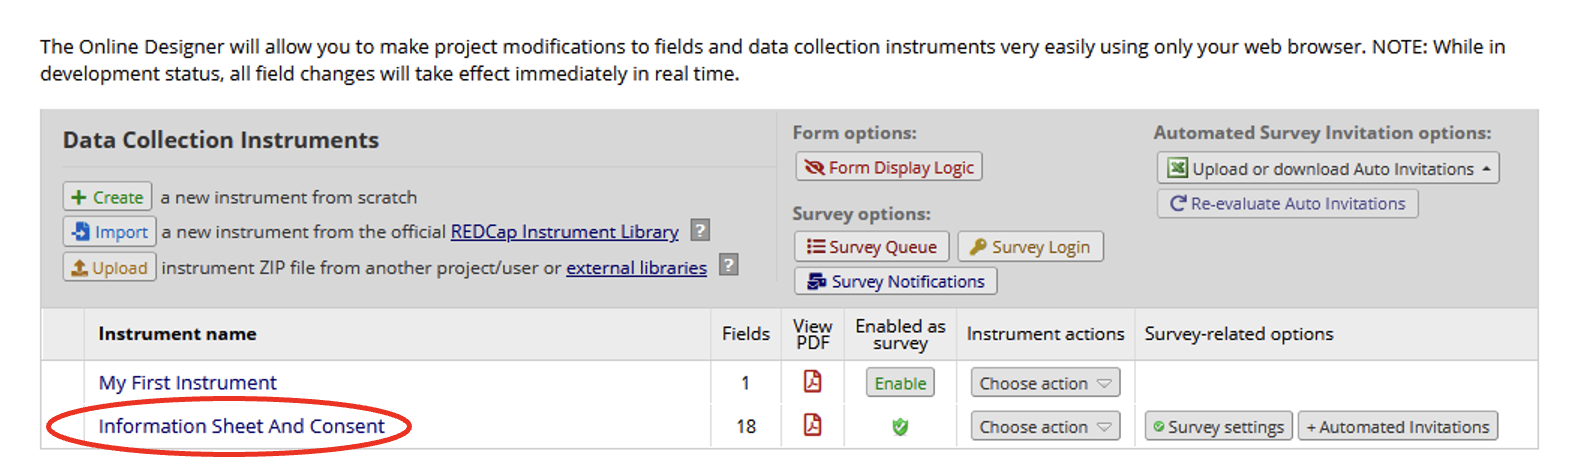 The Online Designer will allow you to make project modifications to fields and data collection instruments very easily using only your web browser. NOTE: While in
development status, all field changes will take effect immediately in real time.
Data Collection Instruments
Create a new instrument from scratch
Import a new instrument from the official REDCap Instrument Library ?
Upload instrument ZIP file from another project/user or external libraries ?
Form options:
Form Display Logic
Survey options:
Survey Queue Survey Login
Survey Notifications
Automated Survey Invitation options:
Upload or download Auto Invitations
Re-evaluate Auto Invitations
Instrument name Fields View PDF Enabled as survey Instrument actions Survey-related options
My First Instrument 1 Enable Choose action
Information Sheet And Consent 18 Choose action Survey settings + Automated Invitations